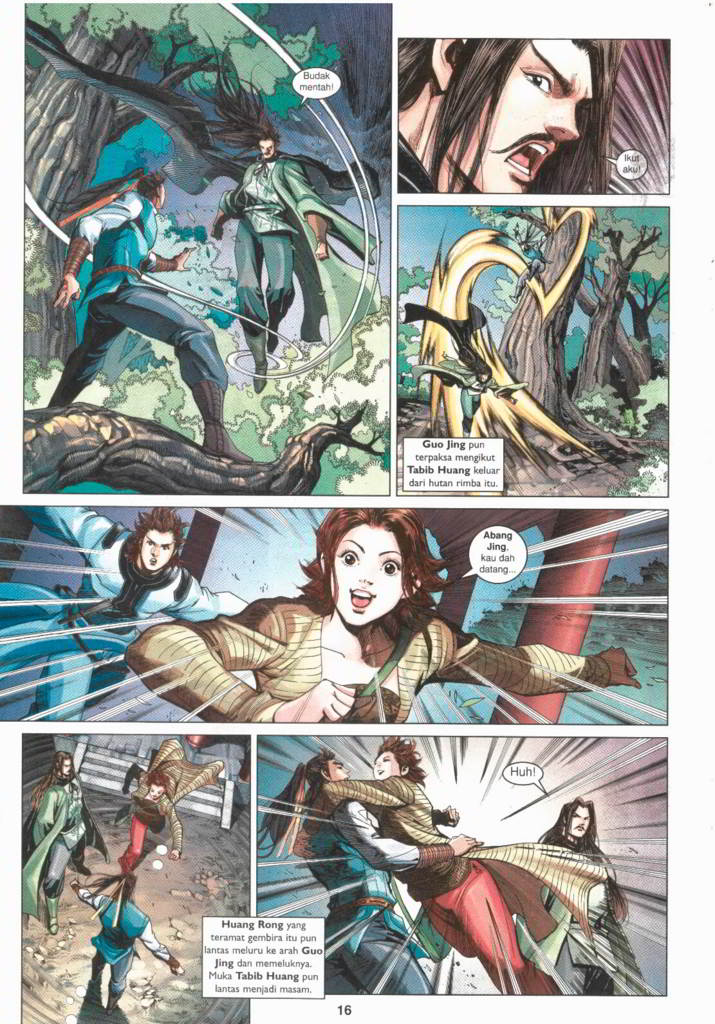 Budak
mentah!
Ikut
aku!
Guo Jing pun
terpaksa mengikut
Tabib Huang keluar
dari hutan rimba itu.
Abang
Jing,
kau dah
datang...
Huh!
Huang Rong yang
teramat gembira itu pun
lantas meluru ke arah Guo
Jing dan memeluknya.
Muka Tabib Huang pun
lantas menjadi masam.
16